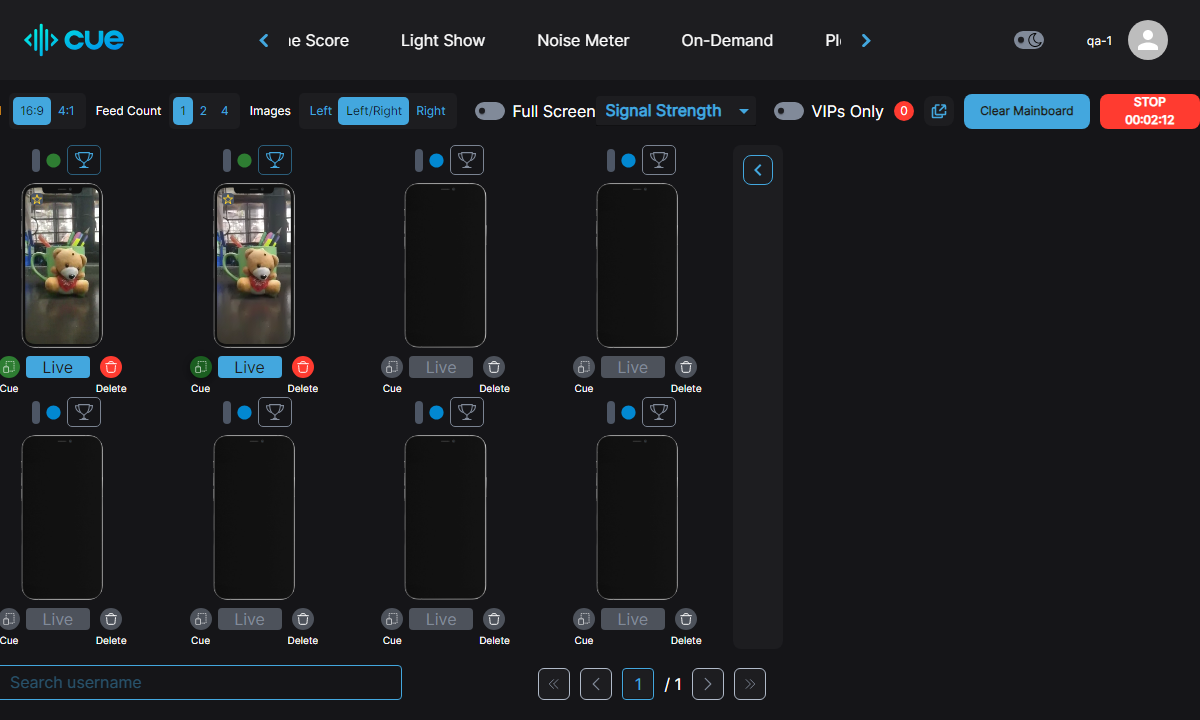 cue
ne Score
Light Show
Noise Meter
On-Demand
qa-1
16:9
4:1
Feed Count
1
2
4
Images
Left
Left/Right
Right
Full Screen
Signal Strength
VIPs Only
0
Clear Mainboard
STOP
00:02:12
Live
Live
Live
Live
Cue
Delete
Cue
Delete
Cue
Delete
Cue
Delete
Live
Live
Live
Live
Cue
Delete
Cue
Delete
Cue
Delete
Cue
Delete
Search username
1
/ 1